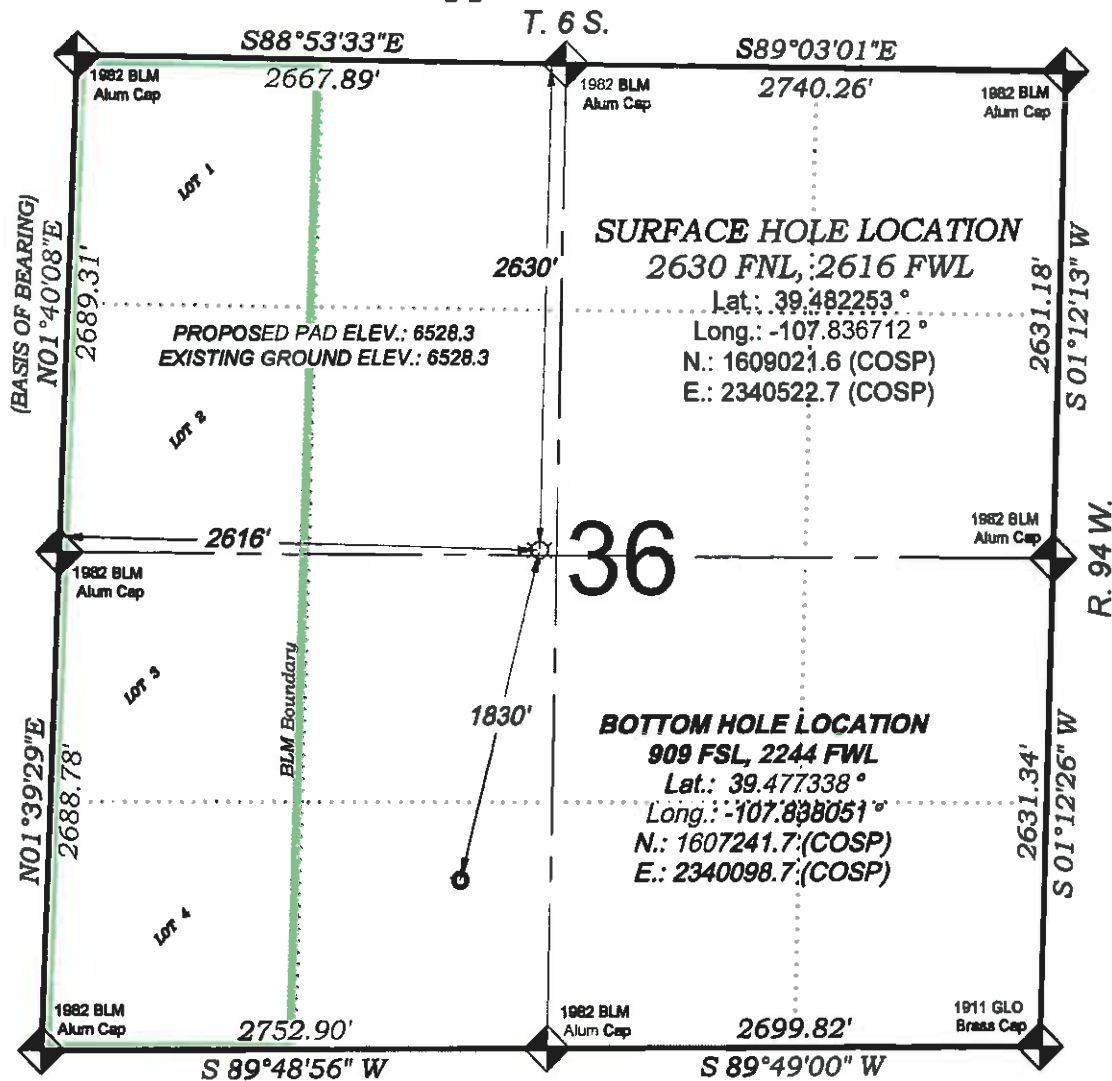 T. 6 S.
S88°53'33"E
2667.89'
S89°03'01"E
2740.26'
1982 BLM
Alum Cap
1982 BLM
Alum Cap
1982 BLM
Alum Cap
LOT 1
(BASIS OF BEARING)
N01°40'08"E
2689.31'
2630'
SURFACE HOLE LOCATION
2630 FNL, 2616 FWL
Lat.: 39.482253 °
Long.: -107.836712 °
N.: 1609021.6 (COSP)
E.: 2340522.7 (COSP)
2631.18'
S 01°12'13" W
PROPOSED PAD ELEV.: 6528.3
EXISTING GROUND ELEV.: 6528.3
LOT 2
2616'
36
1982 BLM
Alum Cap
1982 BLM
Alum Cap
R. 94 W.
LOT 3
BLM Boundary
1830'
N01°39'29"E
2688.78'
BOTTOM HOLE LOCATION
909 FSL, 2244 FWL
Lat.: 39.477338 °
Long.: -107.838051 °
N.: 1607241.7 (COSP)
E.: 2340098.7 (COSP)
2631.34'
S 01°12'26" W
LOT 4
1982 BLM
Alum Cap
2752.90'
S 89°48'56" W
1982 BLM
Alum Cap
2699.82'
S 89°49'00" W
1911 GLO
Brass Cap